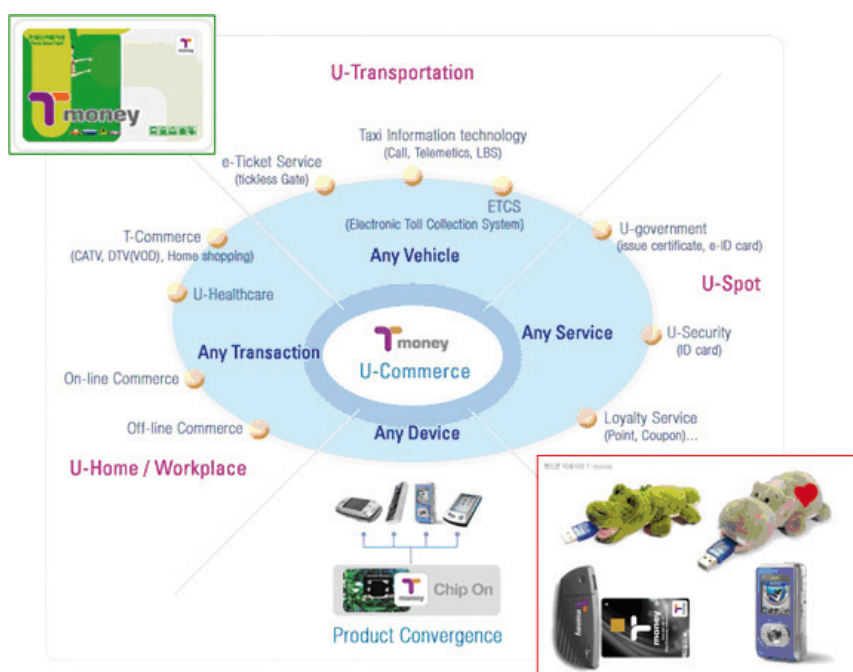 T money
U-Transportation
Taxi Information technology
(Call, Telemetics, LBS)
e-Ticket Service
(tickless Gate)
ETCS
(Electronic Toll Collection System)
U-government
(issue certificate, e-ID card)
T-Commerce
(CATV, DTV(VOD), Home shopping)
Any Vehicle
U-Spot
U-Healthcare
Any Transaction
T money
U-Commerce
Any Service
U-Security
(ID card)
On-line Commerce
Off-line Commerce
Any Device
Loyalty Service
(Point, Coupon)...
U-Home / Workplace
Chip On
Product Convergence
T money
T money